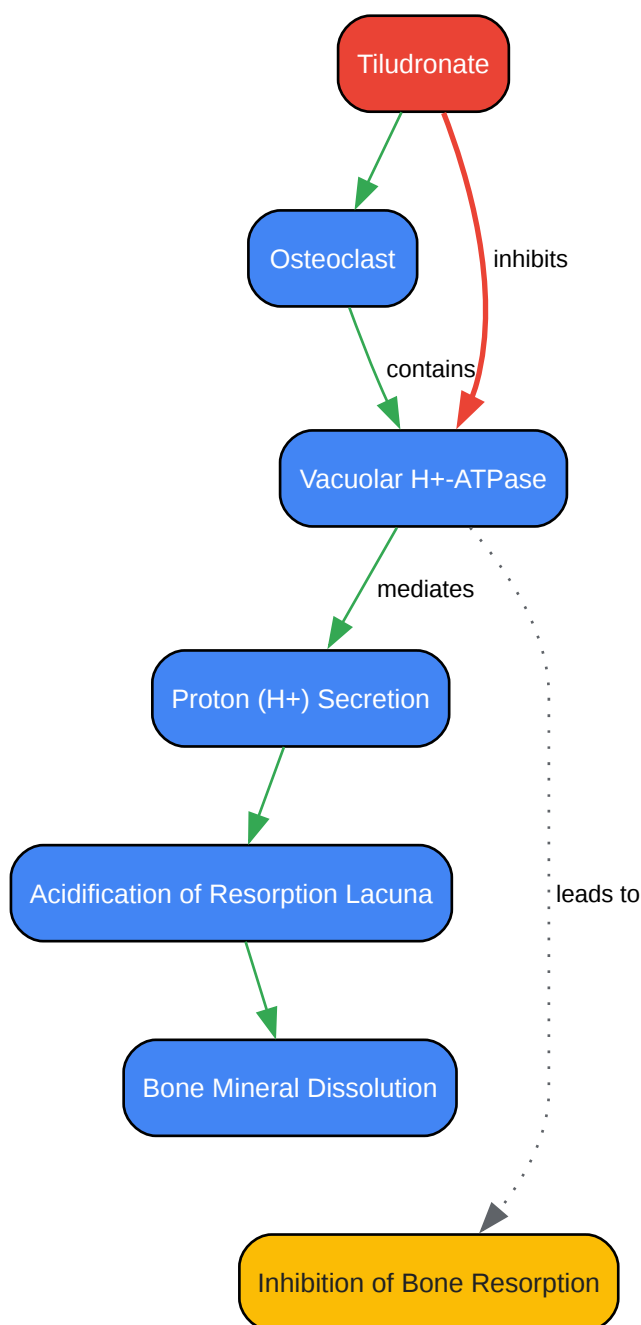 Tiludronate
Osteoclast
inhibits
contains
Vacuolar H+-ATPase
mediates
Proton (H+) Secretion
Acidification of Resorption Lacuna
leads to
Bone Mineral Dissolution
Inhibition of Bone Resorption